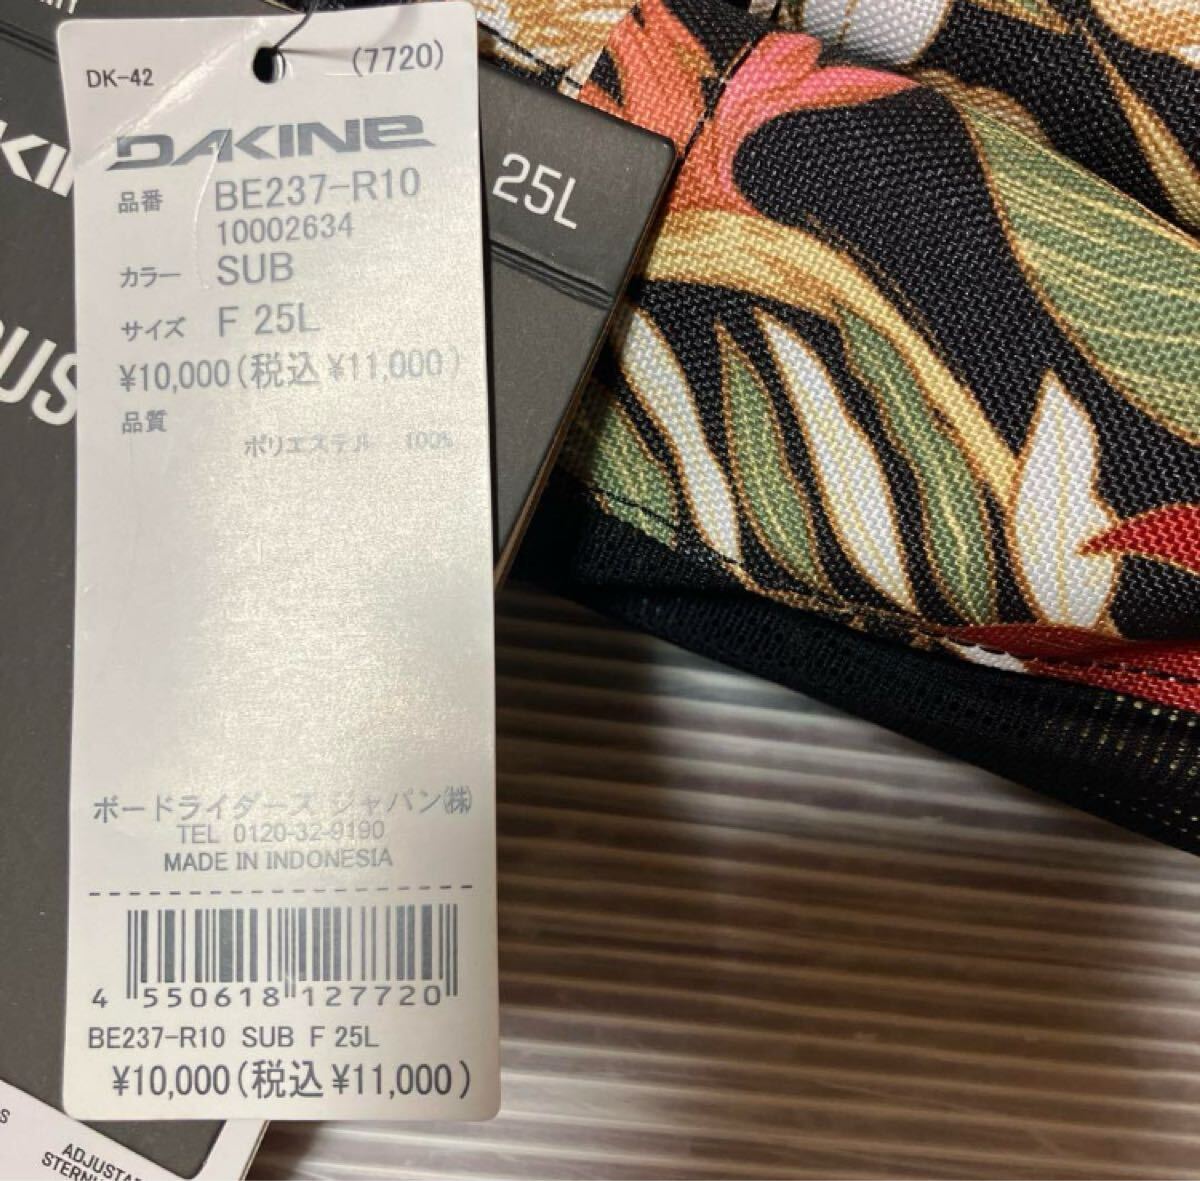 DK-42
(7720)
DAKINE
品番 BE237-R10
10002634
カラー SUB
サイズ F 25L
¥10,000(税込 ¥11,000)
品質
ポリエステル 100%
ボードライダーズ ジャパン㈱
TEL 0120-32-9190
MADE IN INDONESIA
4 550618 127720
BE237-R10 SUB F 25L
¥10,000(税込 ¥11,000)
25L